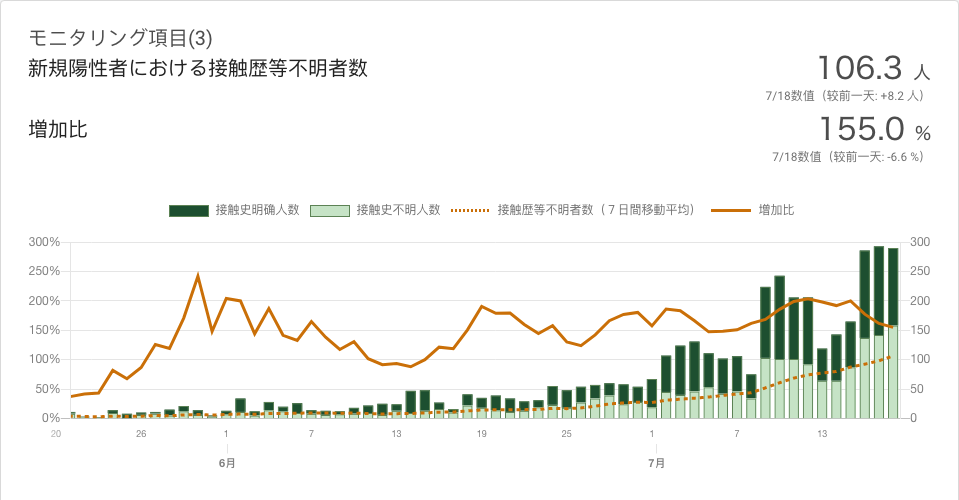 モニタリング項目(3)
新規陽性者における接触歴等不明者数
106.3 人
7/18数值（较前一天: +8.2 人）
増加比
155.0 %
7/18数值（较前一天: -6.6 %）
接触史明确人数 接触史不明人数 接触歴等不明者数（７日間移動平均） 増加比
300% 300
250% 250
200% 200
150% 150
100% 100
50% 50
0% 0
20 26 1 7 13 19 25 1 7 13
6月 7月